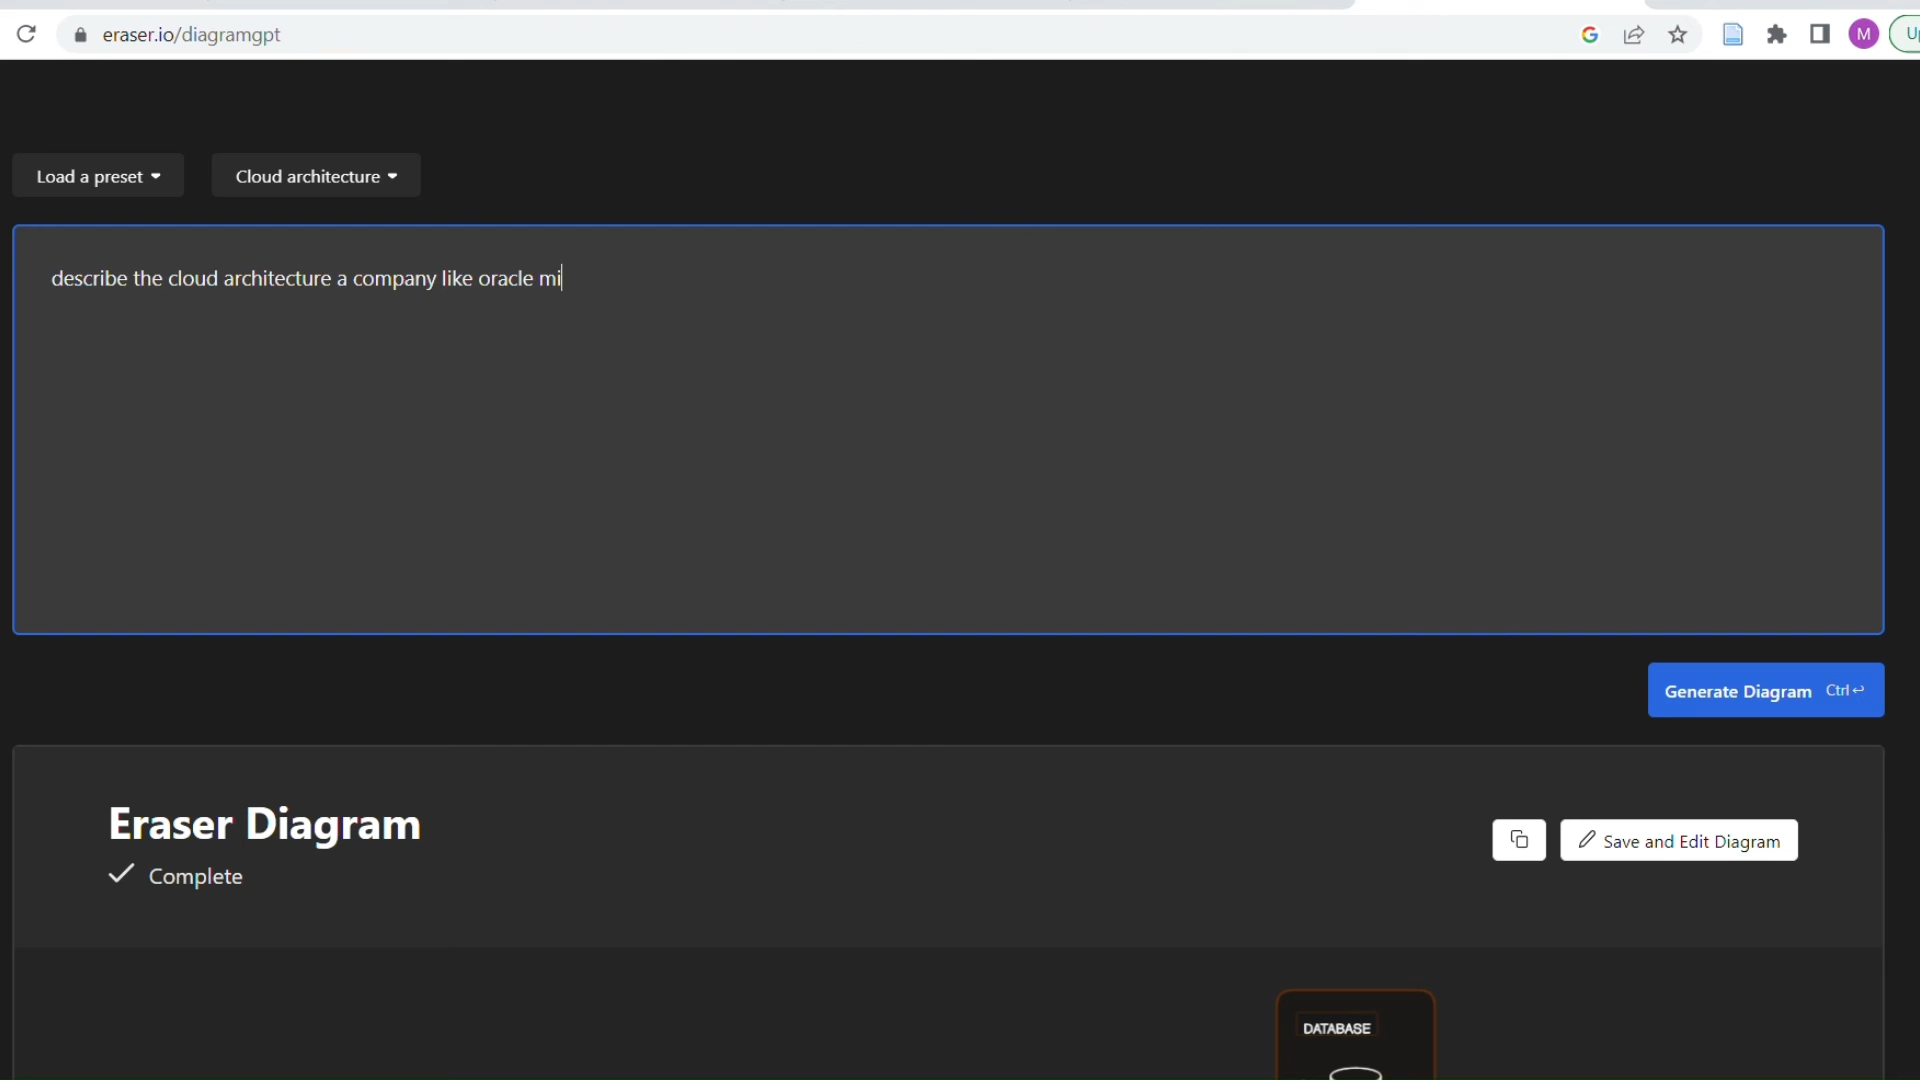 eraser.io/diagramgpt
M
Load a preset
Cloud architecture
describe the cloud architecture a company like oracle mi
Generate Diagram Ctrl
Eraser Diagram
Save and Edit Diagram
Complete
DATABASE